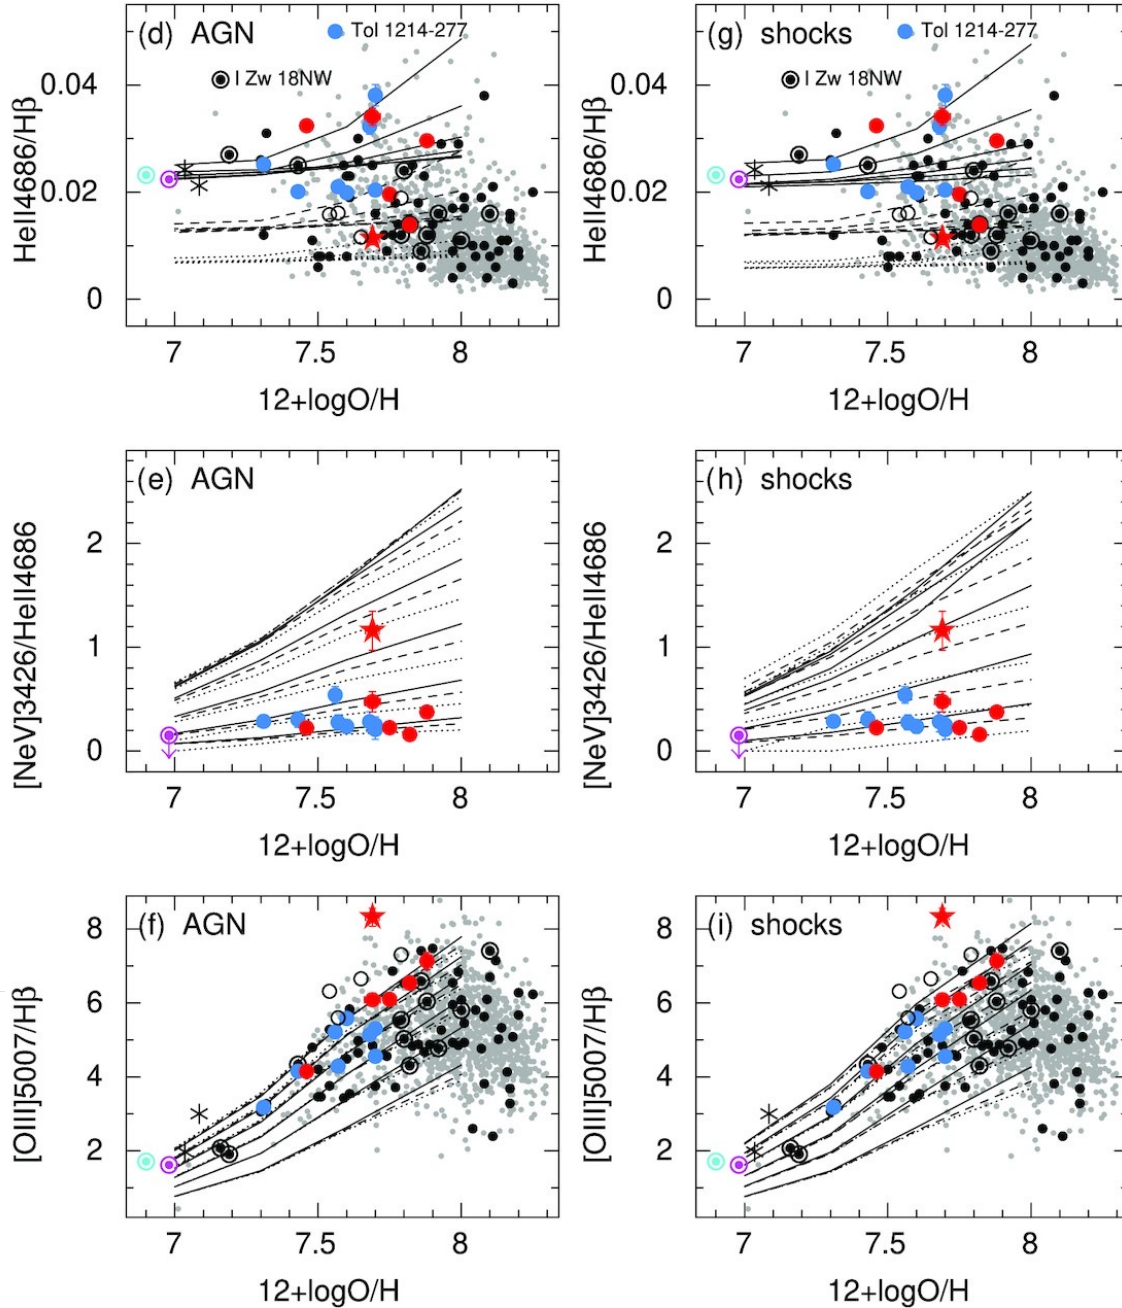 (d) AGN
Tol 1214-277
I Zw 18NW
HeII4686/Hβ
0.04
0.02
0
7
7.5
8
12+logO/H
(g) shocks
Tol 1214-277
I Zw 18NW
HeII4686/Hβ
0.04
0.02
0
7
7.5
8
12+logO/H
(e) AGN
[NeV]3426/HeII4686
2
1
0
7
7.5
8
12+logO/H
(h) shocks
[NeV]3426/HeII4686
2
1
0
7
7.5
8
12+logO/H
(f) AGN
[OIII]5007/Hβ
8
6
4
2
7
7.5
8
12+logO/H
(i) shocks
[OIII]5007/Hβ
8
6
4
2
7
7.5
8
12+logO/H